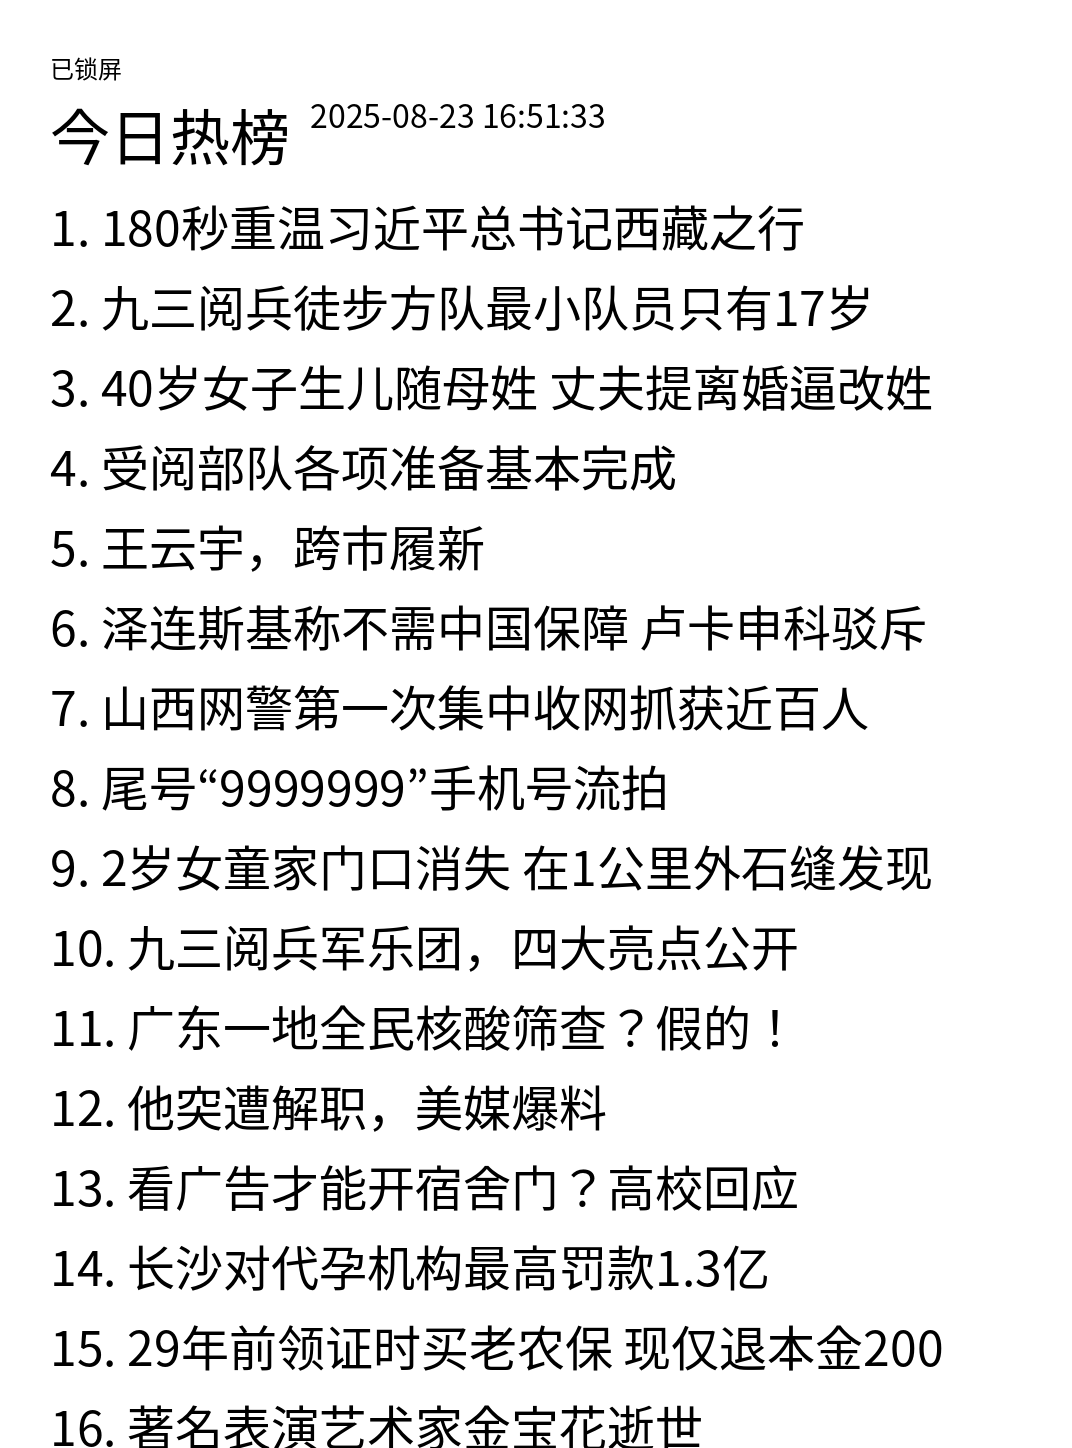 已锁屏
今日热榜 2025-08-23 16:51:33
1. 180秒重温习近平总书记西藏之行
2. 九三阅兵徒步方队最小队员只有17岁
3. 40岁女子生儿随母姓 丈夫提离婚逼改姓
4. 受阅部队各项准备基本完成
5. 王云宇，跨市履新
6. 泽连斯基称不需中国保障 卢卡申科驳斥
7. 山西网警第一次集中收网抓获近百人
8. 尾号“9999999”手机号流拍
9. 2岁女童家门口消失 在1公里外石缝发现
10. 九三阅兵军乐团，四大亮点公开
11. 广东一地全民核酸筛查？假的！
12. 他突遭解职，美媒爆料
13. 看广告才能开宿舍门？高校回应
14. 长沙对代孕机构最高罚款1.3亿
15. 29年前领证时买老农保 现仅退本金200
16. 著名表演艺术家金宝花逝世